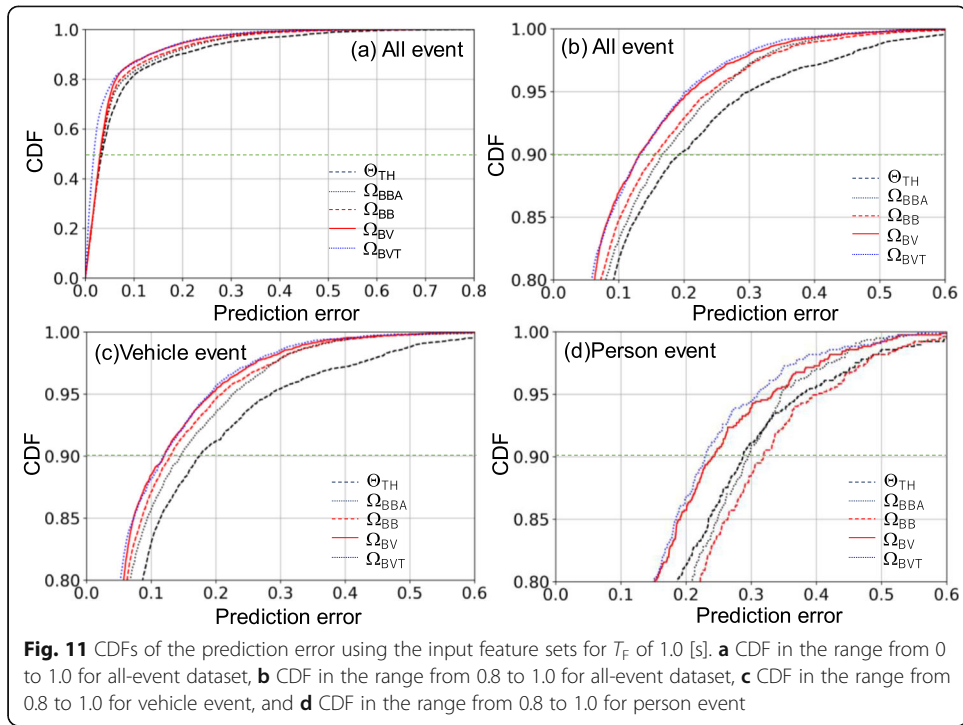 (a) All event
CDF
1.0
0.8
0.6
0.4
0.2
0.0
Θ_TH
Ω_BBA
Ω_BB
Ω_BV
Ω_BVT
0.0 0.1 0.2 0.3 0.4 0.5 0.6 0.7 0.8
Prediction error
(b) All event
CDF
1.00
0.95
0.90
0.85
0.80
Θ_TH
Ω_BBA
Ω_BB
Ω_BV
Ω_BVT
0.0 0.1 0.2 0.3 0.4 0.5 0.6
Prediction error
(c)Vehicle event
CDF
1.00
0.95
0.90
0.85
0.80
Θ_TH
Ω_BBA
Ω_BB
Ω_BV
Ω_BVT
0.0 0.1 0.2 0.3 0.4 0.5 0.6
Prediction error
(d)Person event
CDF
1.00
0.95
0.90
0.85
0.80
Θ_TH
Ω_BBA
Ω_BB
Ω_BV
Ω_BVT
0.0 0.1 0.2 0.3 0.4 0.5 0.6
Prediction error
Fig. 11 CDFs of the prediction error using the input feature sets for T_F of 1.0 [s]. a CDF in the range from 0
to 1.0 for all-event dataset, b CDF in the range from 0.8 to 1.0 for all-event dataset, c CDF in the range from
0.8 to 1.0 for vehicle event, and d CDF in the range from 0.8 to 1.0 for person event